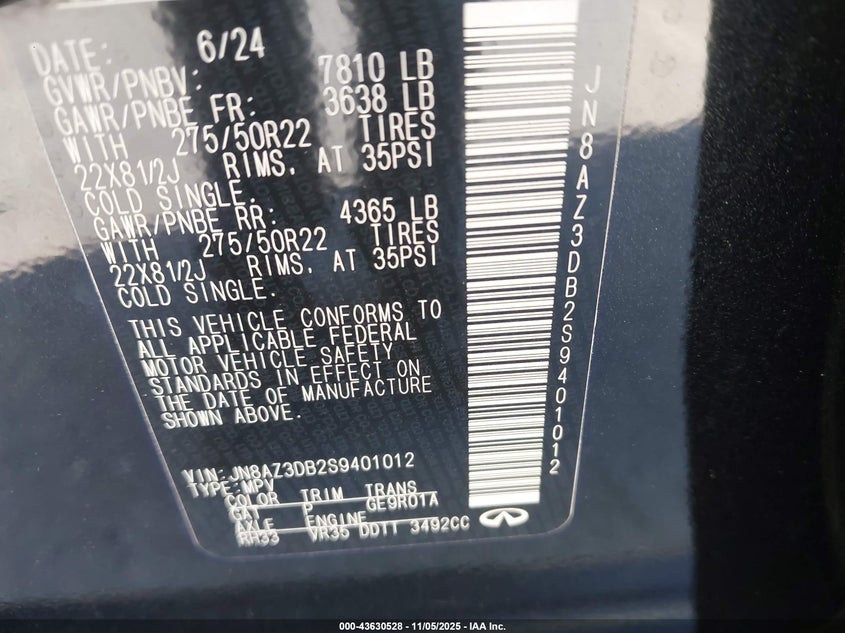 DATE: 6/24
GVWR/PNBV: 7810 LB
GAWR/PNBE FR: 3638 LB
WITH 275/50R22 TIRES
22X81/2J RIMS, AT 35PSI
COLD SINGLE.
GAWR/PNBE RR: 4365 LB
WITH 275/50R22 TIRES
22X81/2J RIMS, AT 35PSI
COLD SINGLE.
THIS VEHICLE CONFORMS TO
ALL APPLICABLE FEDERAL
MOTOR VEHICLE SAFETY
STANDARDS IN EFFECT ON
THE DATE OF MANUFACTURE
SHOWN ABOVE.
VIN:JN8AZ3DB2S9401012
TYPE:MPV
COLOR TRIM TRANS
GAT P GE9R01A
AXLE ENGINE
RH33 VR35 DDTT 3492CC
JN8AZ3DB2S9401012
000-43630528 - 11/05/2025 - IAA Inc.